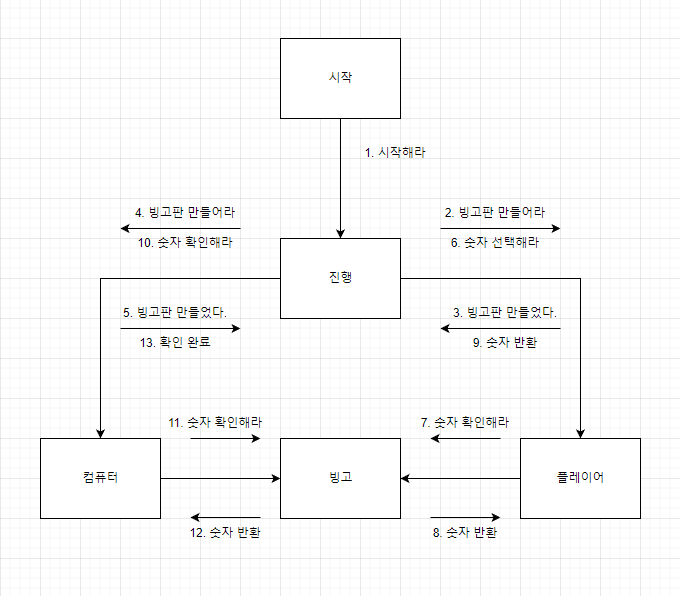 시작
1. 시작해라
4. 빙고판 만들어라
2. 빙고판 만들어라
10. 숫자 확인해라
6. 숫자 선택해라
진행
5. 빙고판 만들었다.
3. 빙고판 만들었다.
13. 확인 완료
9. 숫자 반환
11. 숫자 확인해라
7. 숫자 확인해라
컴퓨터
빙고
플레이어
12. 숫자 반환
8. 숫자 반환